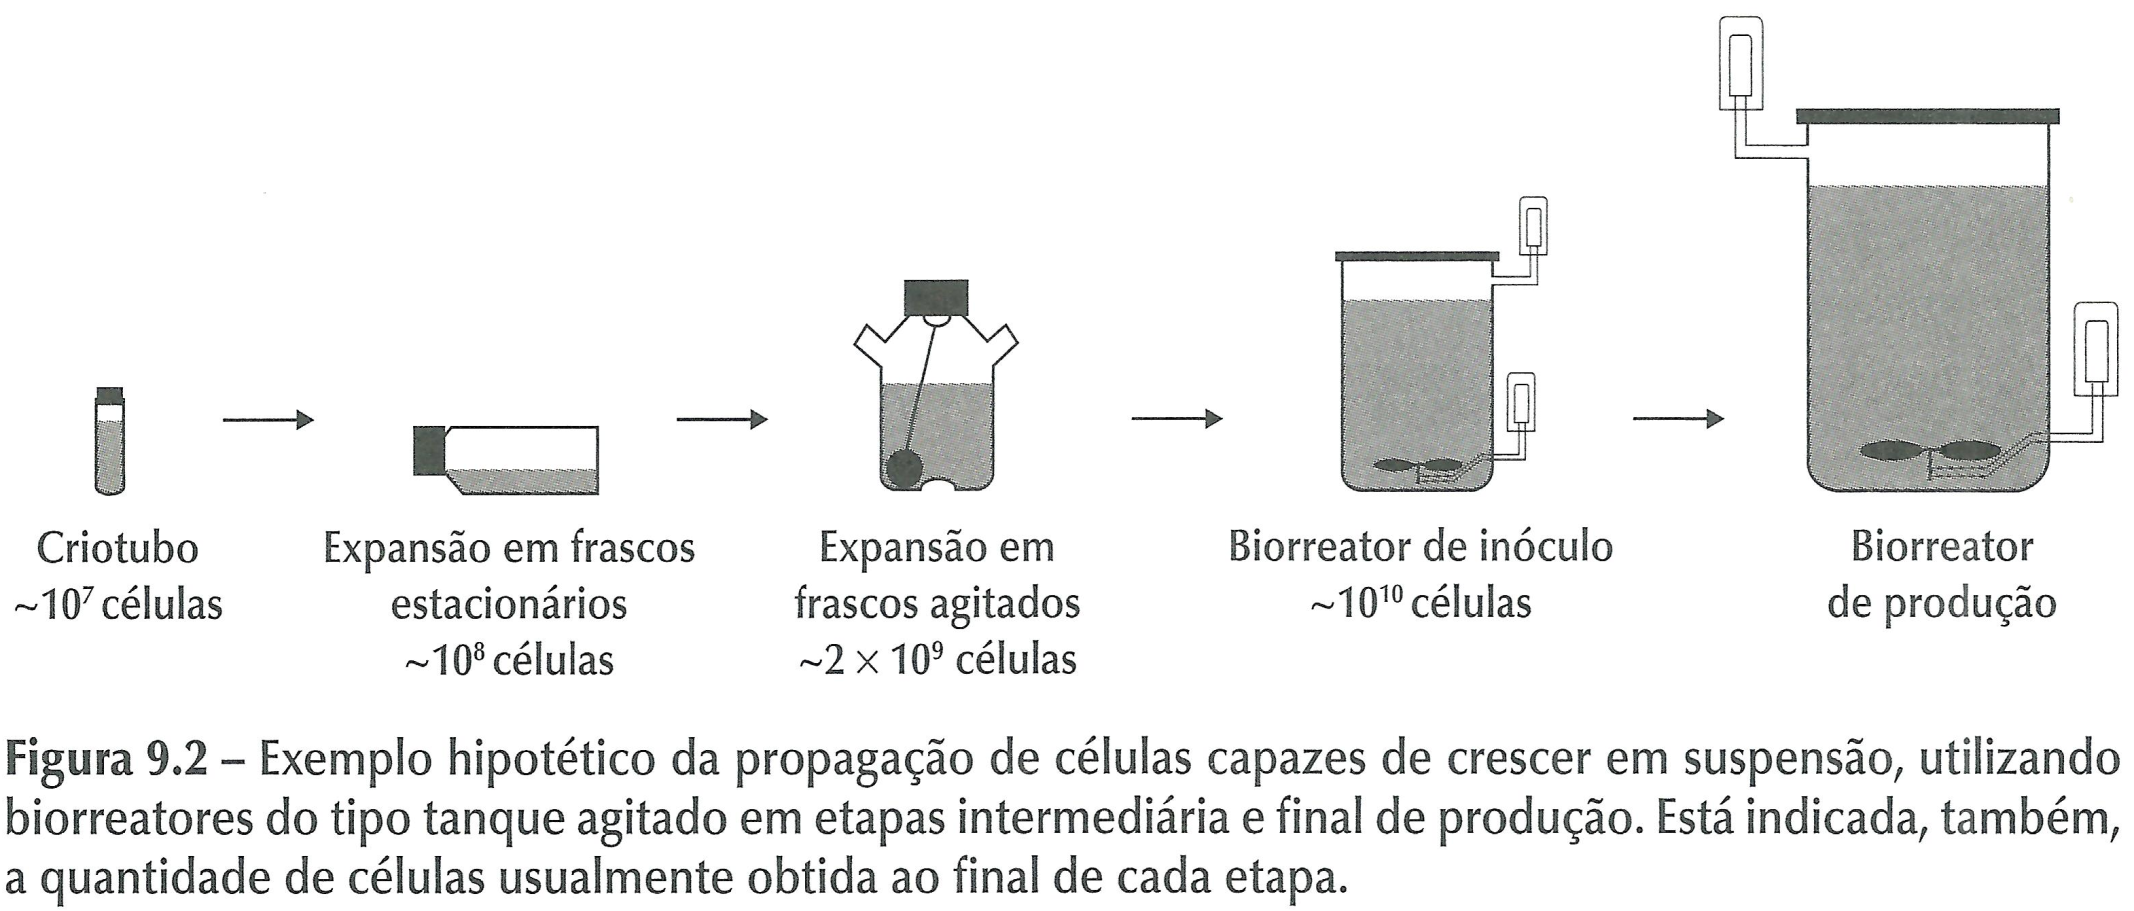 Criotubo
~10⁷ células
Expansão em frascos
estacionários
~10⁸ células
Expansão em
frascos agitados
~2 × 10⁹ células
Biorreator de inóculo
~10¹⁰ células
Biorreator
de produção
Figura 9.2 – Exemplo hipotético da propagação de células capazes de crescer em suspensão, utilizando
biorreatores do tipo tanque agitado em etapas intermediária e final de produção. Está indicada, também,
a quantidade de células usualmente obtida ao final de cada etapa.